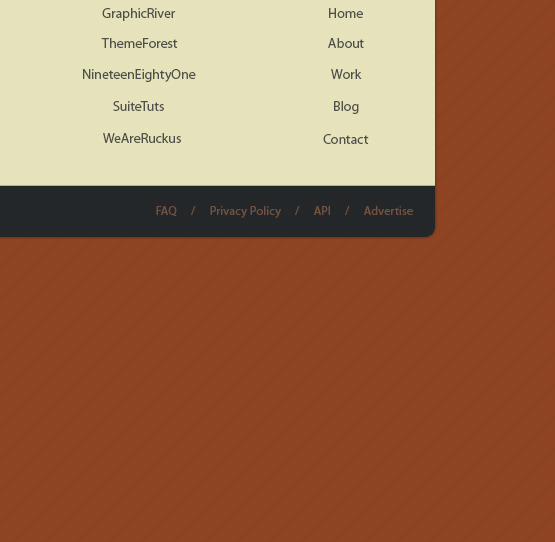 GraphicRiver
ThemeForest
NineteenEightyOne
SuiteTuts
WeAreRuckus
Home
About
Work
Blog
Contact
FAQ / Privacy Policy / API / Advertise